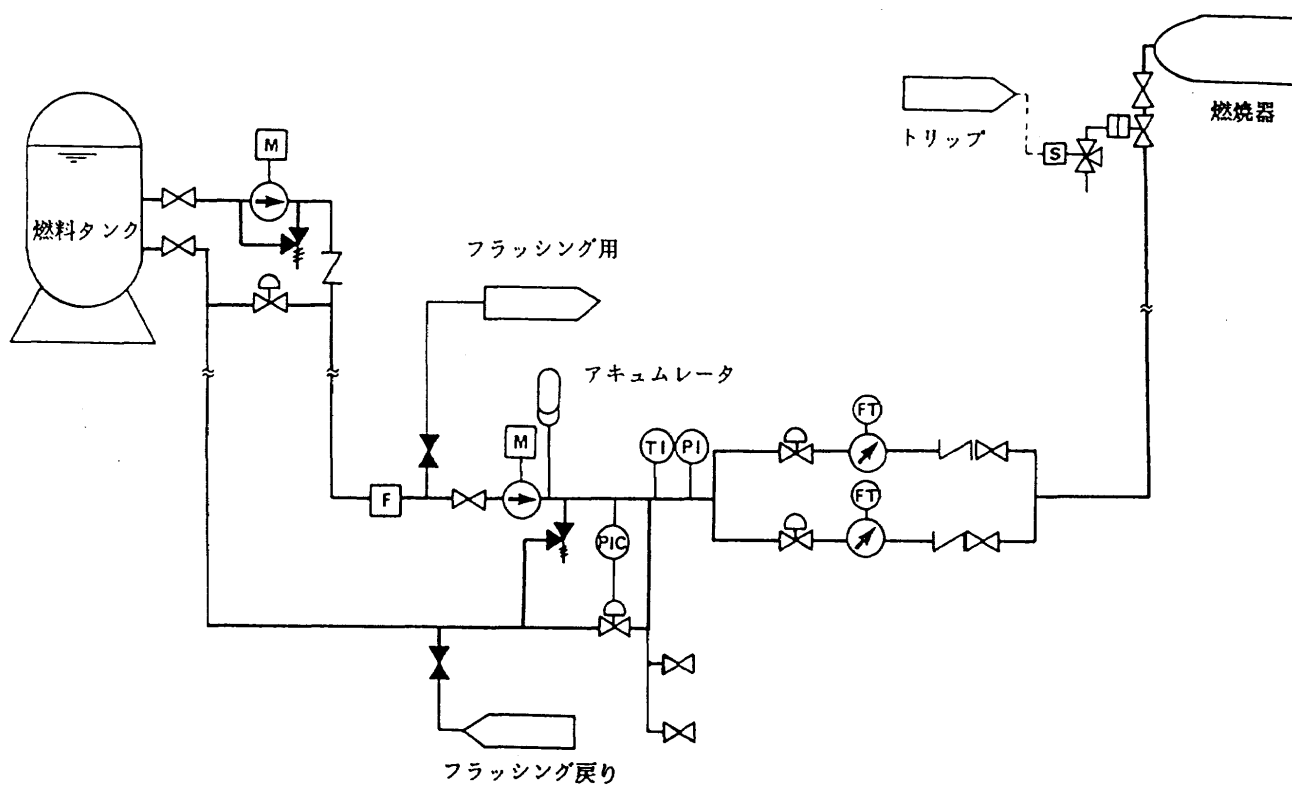 燃焼器
トリップ
S
M
燃料タンク
フラッシング用
アキュムレータ
FT
M
TI
PI
F
FT
PIC
フラッシング戻り